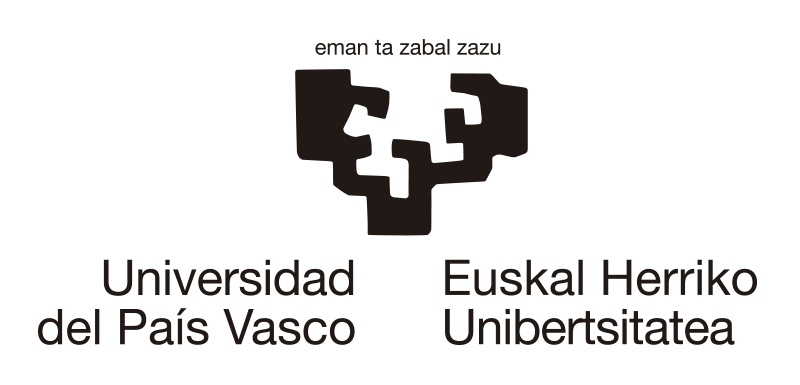 eman ta zabal zazu
Universidad
del País Vasco
Euskal Herriko
Unibertsitatea